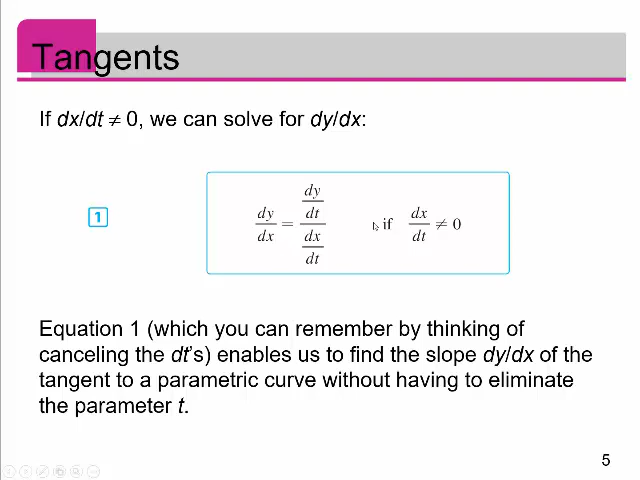 Tangents
If dx/dt ≠ 0, we can solve for dy/dx:
1
dy/dx = (dy/dt)/(dx/dt) if dx/dt ≠ 0
Equation 1 (which you can remember by thinking of
canceling the dt's) enables us to find the slope dy/dx of the
tangent to a parametric curve without having to eliminate
the parameter t.
5